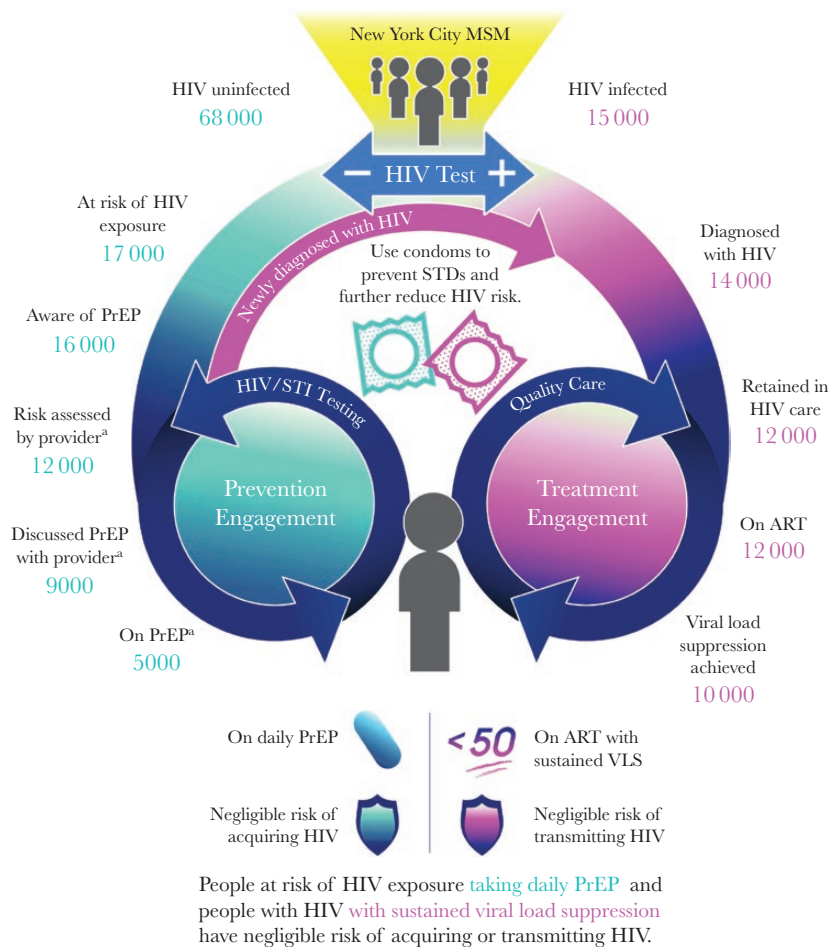 New York City MSM
HIV uninfected
68 000
HIV infected
15 000
− HIV Test +
At risk of HIV
exposure
17 000
Newly diagnosed with HIV
Use condoms to
prevent STDs and
further reduce HIV risk.
Diagnosed
with HIV
14 000
Aware of PrEP
16 000
HIV/STI Testing
Quality Care
Risk assessed
by providerª
12 000
Retained in
HIV care
12 000
Prevention
Engagement
Treatment
Engagement
Discussed PrEP
with providerª
9000
On ART
12 000
On PrEPª
5000
Viral load
suppression
achieved
10 000
On daily PrEP
<50
On ART with
sustained VLS
Negligible risk of
acquiring HIV
Negligible risk of
transmitting HIV
People at risk of HIV exposure taking daily PrEP and
people with HIV with sustained viral load suppression
have negligible risk of acquiring or transmitting HIV.